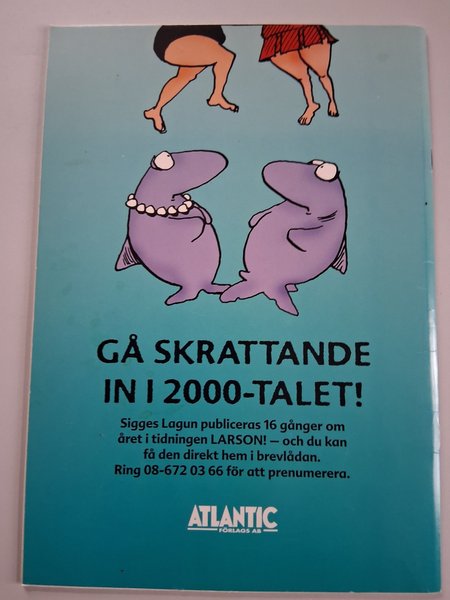 GÅ SKRATTANDE
IN I 2000-TALET!
Sigges Lagun publiceras 16 gånger om
året i tidningen LARSON! – och du kan
få den direkt hem i brevlådan.
Ring 08-672 03 66 för att prenumerera.
ATLANTIC
FÖRLAGS AB